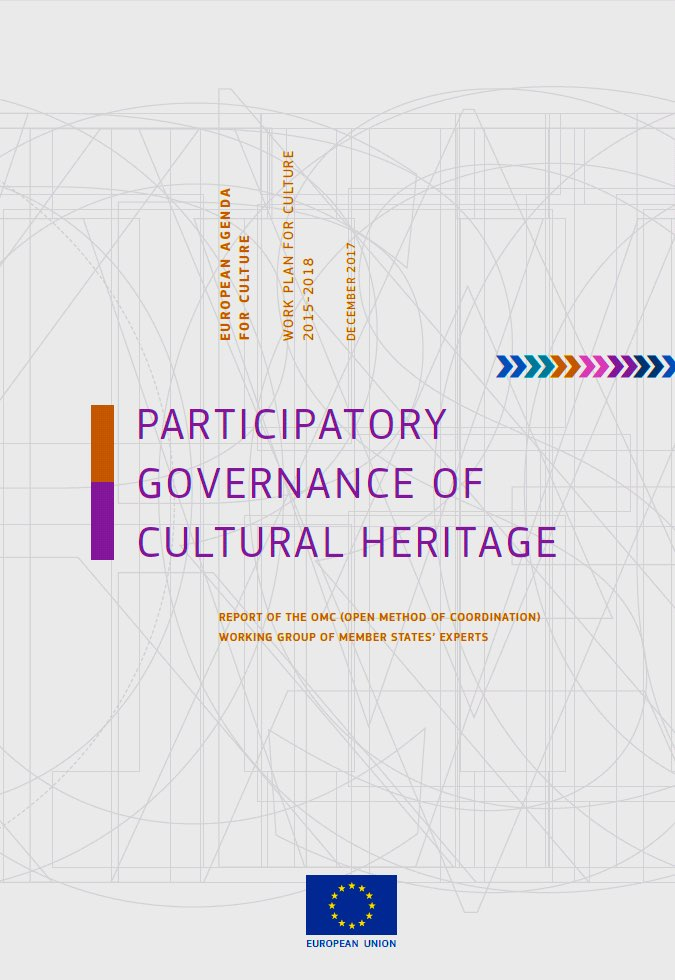 EUROPEAN AGENDA
FOR CULTURE
WORK PLAN FOR CULTURE
2015-2018
DECEMBER 2017
PARTICIPATORY
GOVERNANCE OF
CULTURAL HERITAGE
REPORT OF THE OMC (OPEN METHOD OF COORDINATION)
WORKING GROUP OF MEMBER STATES’ EXPERTS
EUROPEAN UNION